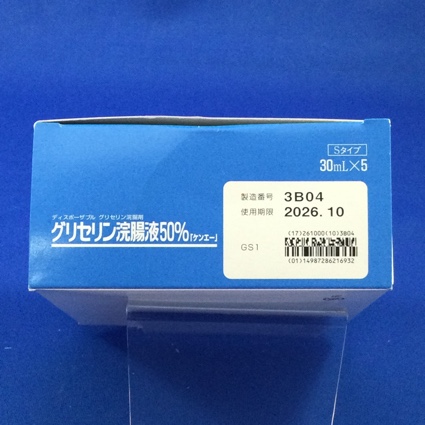 Sタイプ
30mL×5
ディスポーザブル グリセリン浣腸剤
グリセリン浣腸液50%「ケンエー」
製造番号 3B04
使用期限 2026.10
(17)261000(10)3B04
GS1
(01)14987286216932